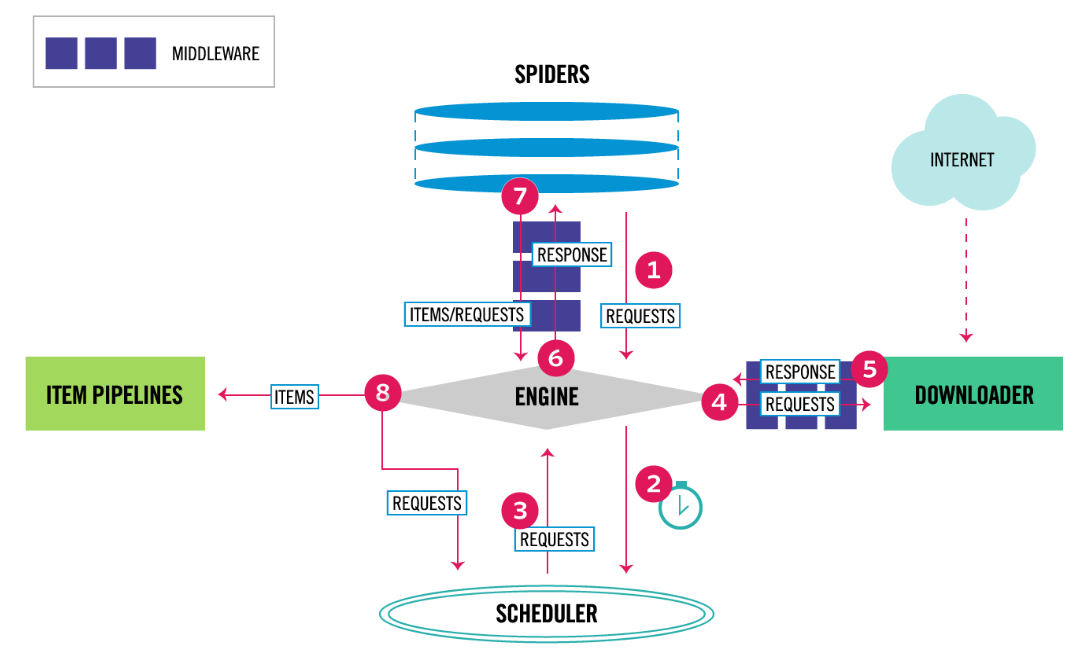 MIDDLEWARE
SPIDERS
INTERNET
7
RESPONSE
1
ITEMS/REQUESTS
REQUESTS
6
RESPONSE
5
ITEM PIPELINES
ITEMS
8
ENGINE
4
REQUESTS
DOWNLOADER
2
REQUESTS
3
REQUESTS
SCHEDULER